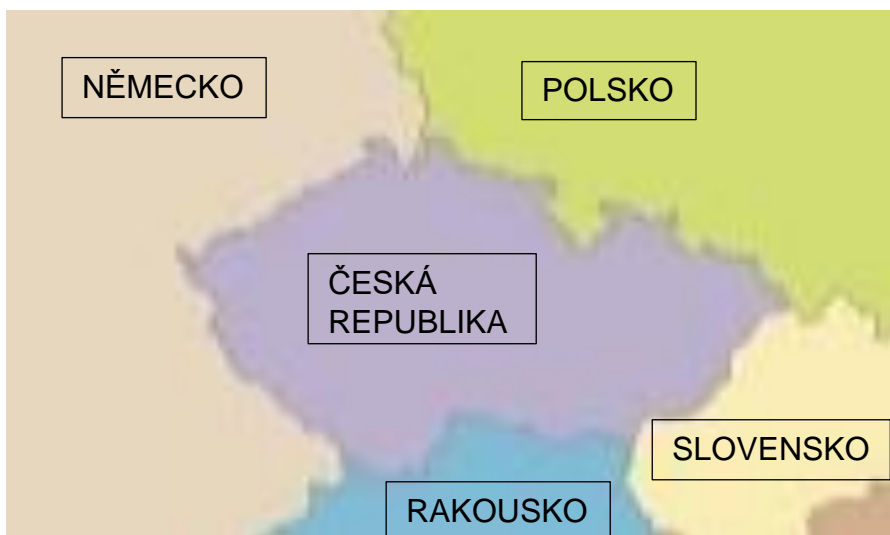 NĚMECKO
POLSKO
ČESKÁ
REPUBLIKA
SLOVENSKO
RAKOUSKO